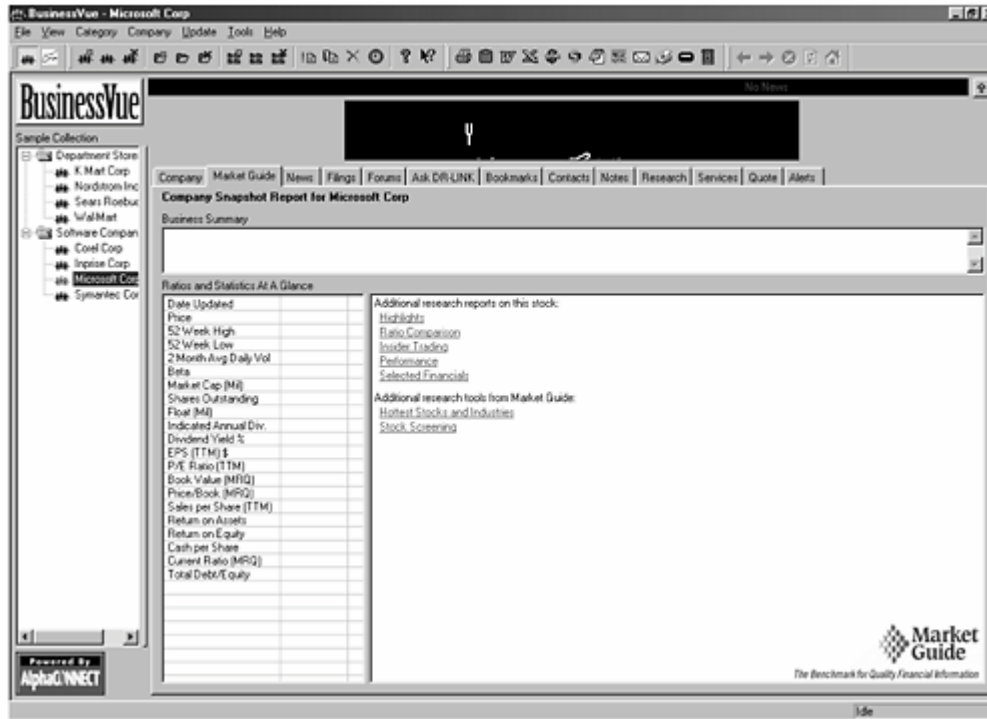 BusinessVue - Microsoft Corp
File View Category Company Update Tools Help
No News
BusinessVue
Sample Collection
Department Store
K Mart Corp
Nordstrom Inc
Sears Roebuc
Wal-Mart
Software Compan
Corel Corp
Inprise Corp
Microsoft Corp
Symantec Cor
Powered By
AlphaCONNECT
Company Market Guide News Filings Forums Ask DR-LINK Bookmarks Contacts Notes Research Services Quote Alerts
Company Snapshot Report for Microsoft Corp
Business Summary
Ratios and Statistics At A Glance
Date Updated
Price
52 Week High
52 Week Low
2 Month Avg Daily Vol
Beta
Market Cap (Mil)
Shares Outstanding
Float (Mil)
Indicated Annual Div.
Dividend Yield %
EPS (TTM) $
P/E Ratio (TTM)
Book Value (MRQ)
Price/Book (MRQ)
Sales per Share (TTM)
Return on Assets
Return on Equity
Cash per Share
Current Ratio (MRQ)
Total Debt/Equity
Additional research reports on this stock:
Highlights
Ratio Comparison
Insider Trading
Performance
Selected Financials
Additional research tools from Market Guide:
Hottest Stocks and Industries
Stock Screening
Market
Guide
The Benchmark for Quality Financial Information
Idle